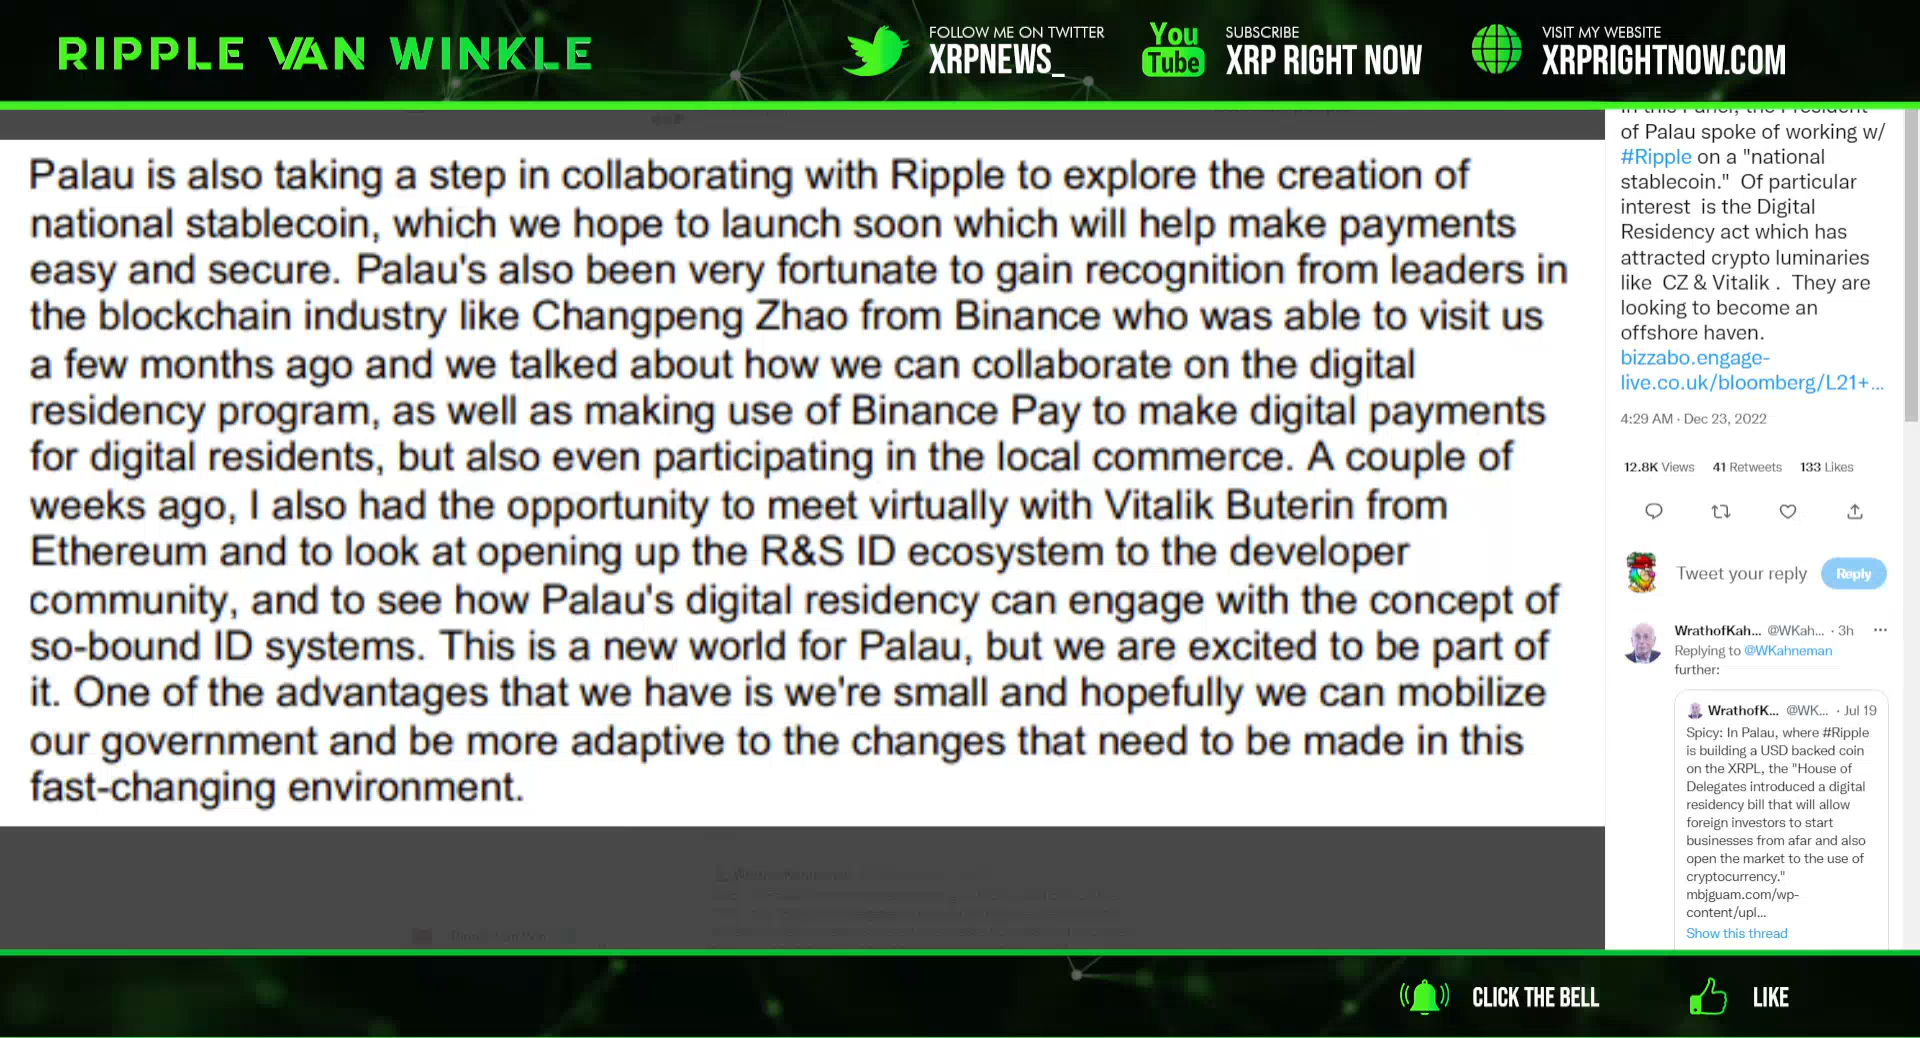 RIPPLE VAN WINKLE
FOLLOW ME ON TWITTER
XRPNEWS_
You
Tube
SUBSCRIBE
XRP RIGHT NOW
VISIT MY WEBSITE
XRPRIGHTNOW.COM
Palau is also taking a step in collaborating with Ripple to explore the creation of
national stablecoin, which we hope to launch soon which will help make payments
easy and secure. Palau's also been very fortunate to gain recognition from leaders in
the blockchain industry like Changpeng Zhao from Binance who was able to visit us
a few months ago and we talked about how we can collaborate on the digital
residency program, as well as making use of Binance Pay to make digital payments
for digital residents, but also even participating in the local commerce. A couple of
weeks ago, I also had the opportunity to meet virtually with Vitalik Buterin from
Ethereum and to look at opening up the R&S ID ecosystem to the developer
community, and to see how Palau's digital residency can engage with the concept of
so-bound ID systems. This is a new world for Palau, but we are excited to be part of
it. One of the advantages that we have is we're small and hopefully we can mobilize
our government and be more adaptive to the changes that need to be made in this
fast-changing environment.
In this Panel, the President
of Palau spoke of working w/
#Ripple on a "national
stablecoin." Of particular
interest is the Digital
Residency act which has
attracted crypto luminaries
like CZ & Vitalik . They are
looking to become an
offshore haven.
bizzabo.engage-
live.co.uk/bloomberg/L21+...
4:29 AM · Dec 23, 2022
12.8K Views 41 Retweets 133 Likes
Tweet your reply
Reply
WrathofKah... @WKah... · 3h ...
Replying to @WKahneman
further:
WrathofK... @WK... · Jul 19
Spicy: In Palau, where #Ripple
is building a USD backed coin
on the XRPL, the "House of
Delegates introduced a digital
residency bill that will allow
foreign investors to start
businesses from afar and also
open the market to the use of
cryptocurrency."
mbjguam.com/wp-
content/upl...
Show this thread
CLICK THE BELL
LIKE